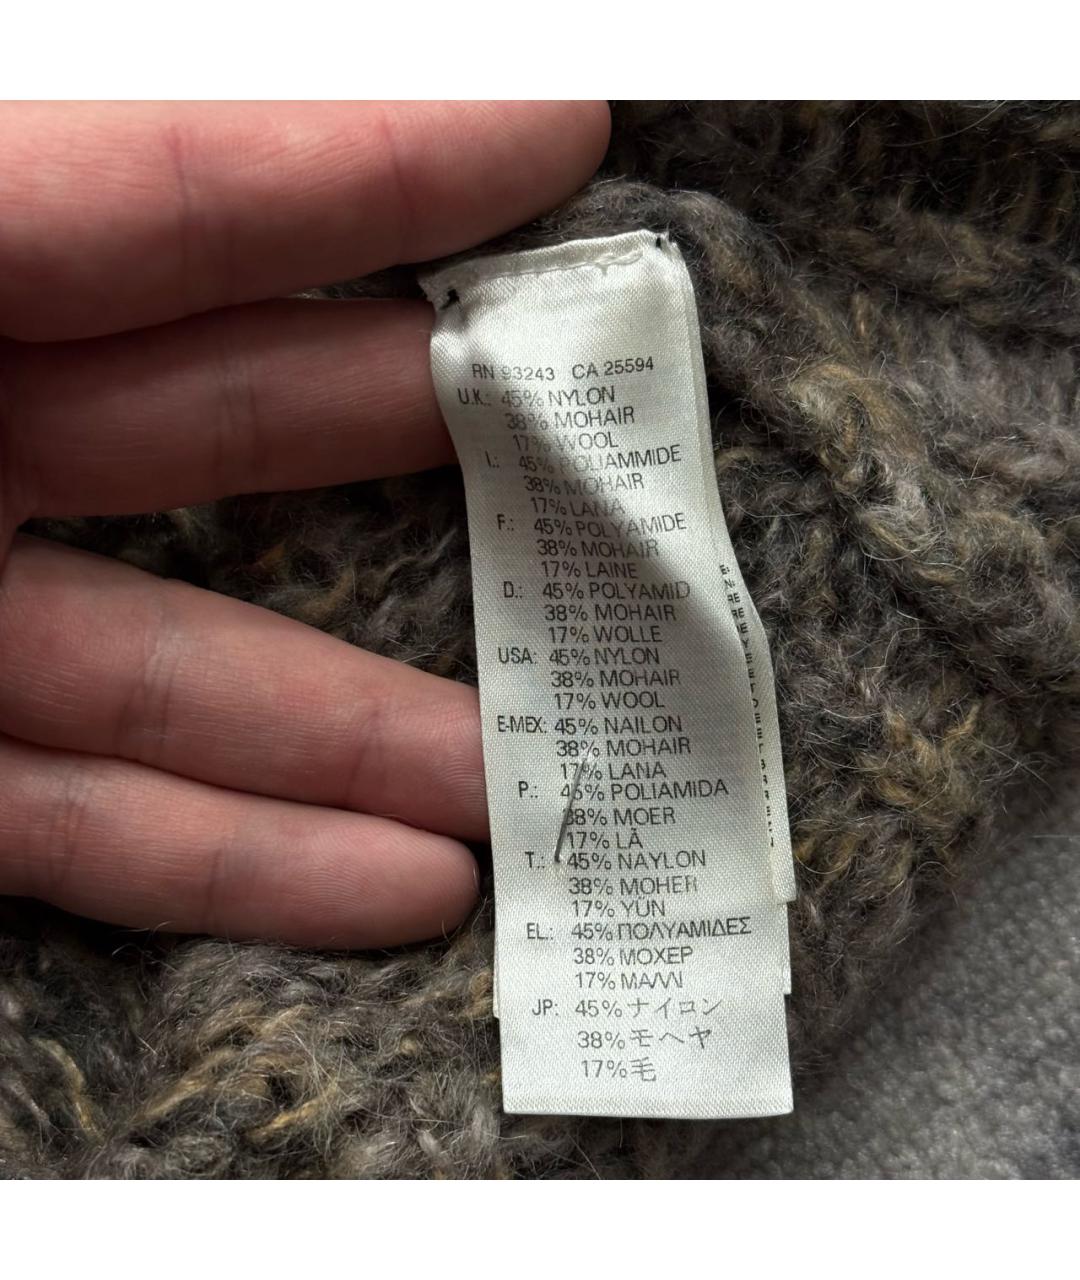 RN 93243 CA 25594
U.K.: 45% NYLON
38% MOHAIR
17% WOOL
I.: 45% POLIAMMIDE
38% MOHAIR
17% LANA
F.: 45% POLYAMIDE
38% MOHAIR
17% LAINE
D.: 45% POLYAMID
38% MOHAIR
17% WOLLE
USA: 45% NYLON
38% MOHAIR
17% WOOL
E-MEX: 45% NAILON
38% MOHAIR
17% LANA
P.: 45% POLIAMIDA
38% MOER
17% LÃ
T.: 45% NAYLON
38% MOHER
17% YÜN
EL: 45% ΠΟΛΥΑΜΙΔΕΣ
38% ΜΟΧΕΡ
17% ΜΑΛΛΙ
JP: 45% ナイロン
38% モヘヤ
17% 毛